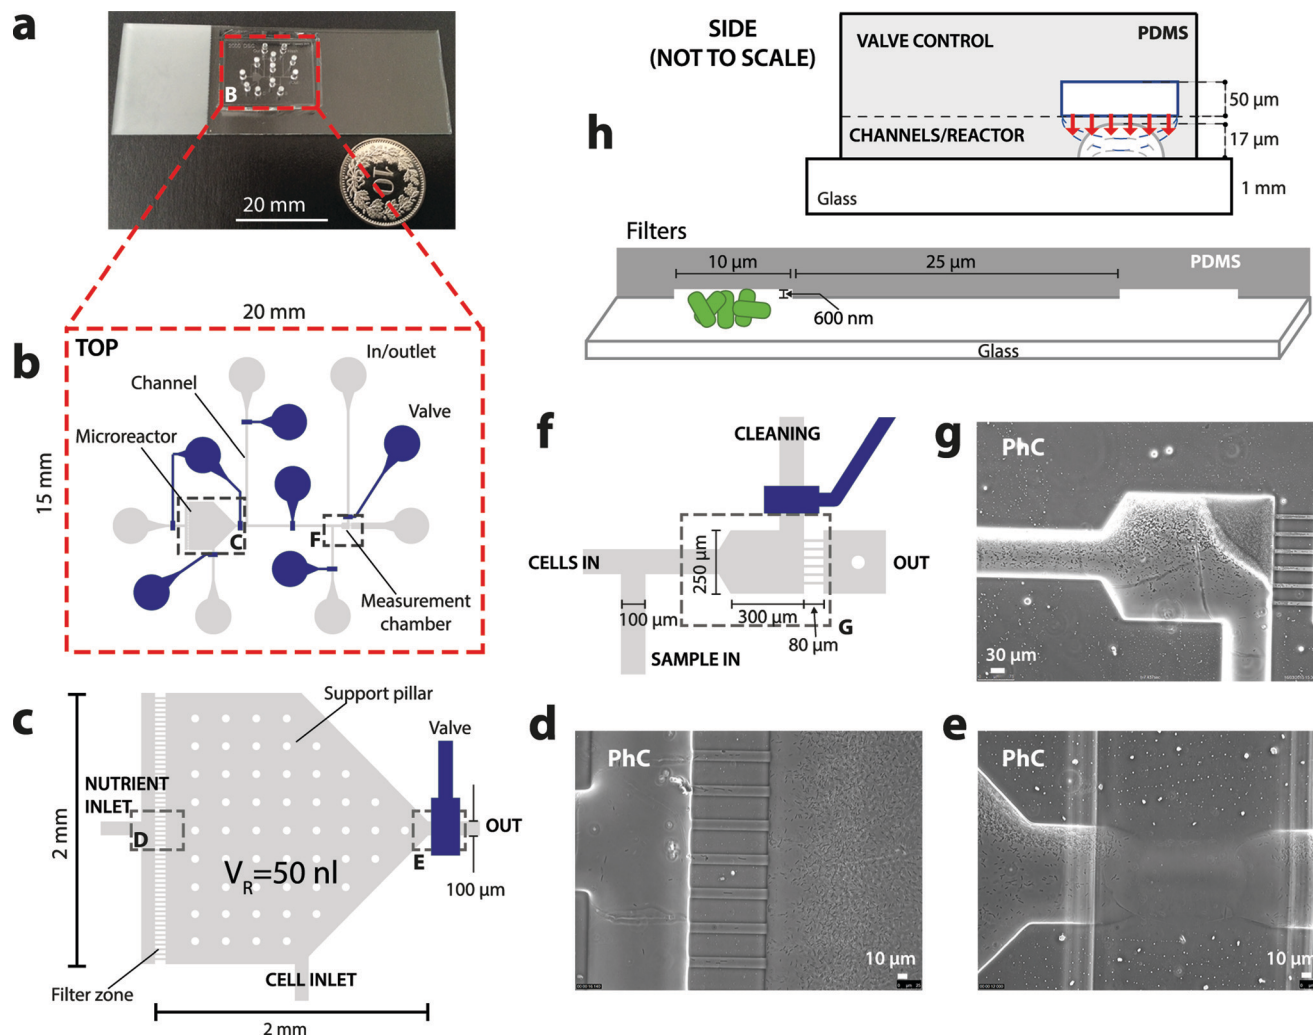 a
B
10
20 mm
SIDE
(NOT TO SCALE)
VALVE CONTROL
PDMS
CHANNELS/REACTOR
50 µm
17 µm
Glass
1 mm
h
Filters
10 µm
25 µm
PDMS
600 nm
Glass
b
20 mm
15 mm
TOP
In/outlet
Channel
Valve
Microreactor
C
F
Measurement
chamber
f
CLEANING
CELLS IN
250 µm
OUT
100 µm
300 µm
80 µm
G
SAMPLE IN
g
PhC
30 µm
c
Support pillar
Valve
NUTRIENT
INLET
D
2 mm
E
OUT
V_R=50 nl
100 µm
Filter zone
CELL INLET
2 mm
d
PhC
10 µm
e
PhC
10 µm